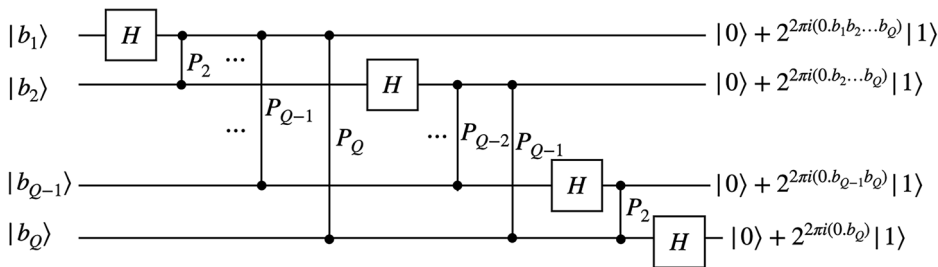 |b₁⟩ H |0⟩ + 2^{2πi(0.b₁b₂…b_Q)}|1⟩
P₂ ...
|b₂⟩ H |0⟩ + 2^{2πi(0.b₂…b_Q)}|1⟩
P_{Q−1}
... P_Q ... P_{Q−2} P_{Q−1}
|b_{Q−1}⟩ H |0⟩ + 2^{2πi(0.b_{Q−1}b_Q)}|1⟩
P₂
|b_Q⟩ H |0⟩ + 2^{2πi(0.b_Q)}|1⟩